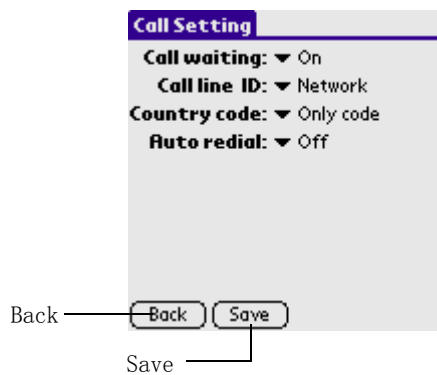 Call Setting
Call waiting: On
Call line ID: Network
Country code: Only code
Auto redial: Off
Back Back Save
Save